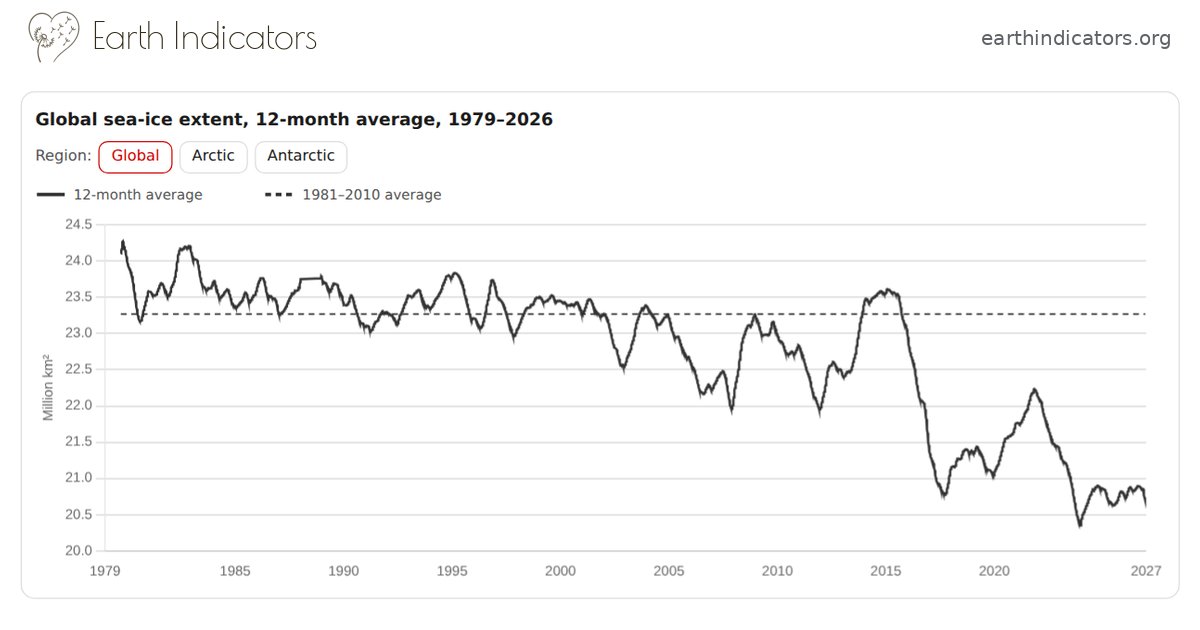 Earth Indicators
earthindicators.org
Global sea-ice extent, 12-month average, 1979–2026
Region: Global Arctic Antarctic
12-month average 1981–2010 average
24.5
24.0
23.5
23.0
22.5
22.0
21.5
21.0
20.5
20.0
Million km²
1979 1985 1990 1995 2000 2005 2010 2015 2020 2027